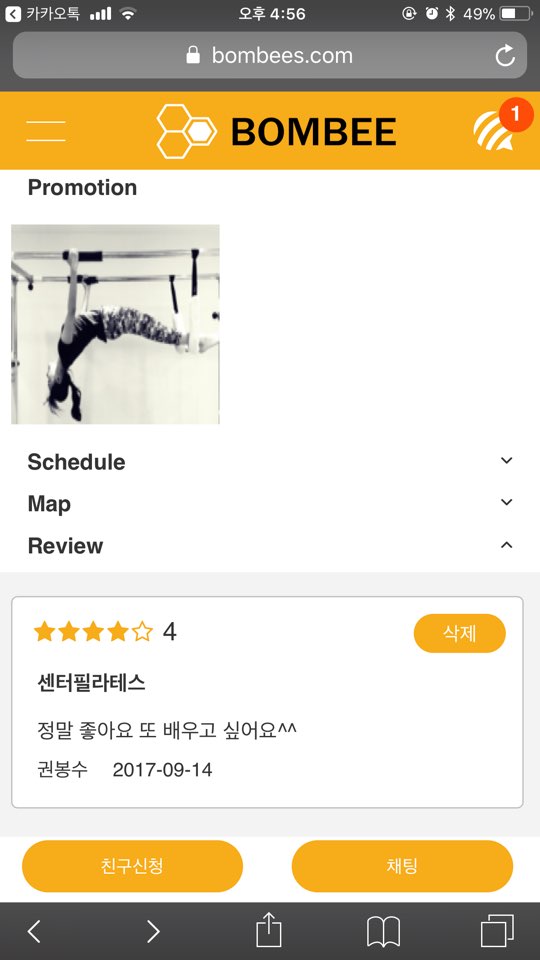 카카오톡 오후 4:56 49%
bombees.com
BOMBEE 1
Promotion
Schedule
Map
Review
4 삭제
센터필라테스
정말 좋아요 또 배우고 싶어요^^
권봉수 2017-09-14
친구신청 채팅